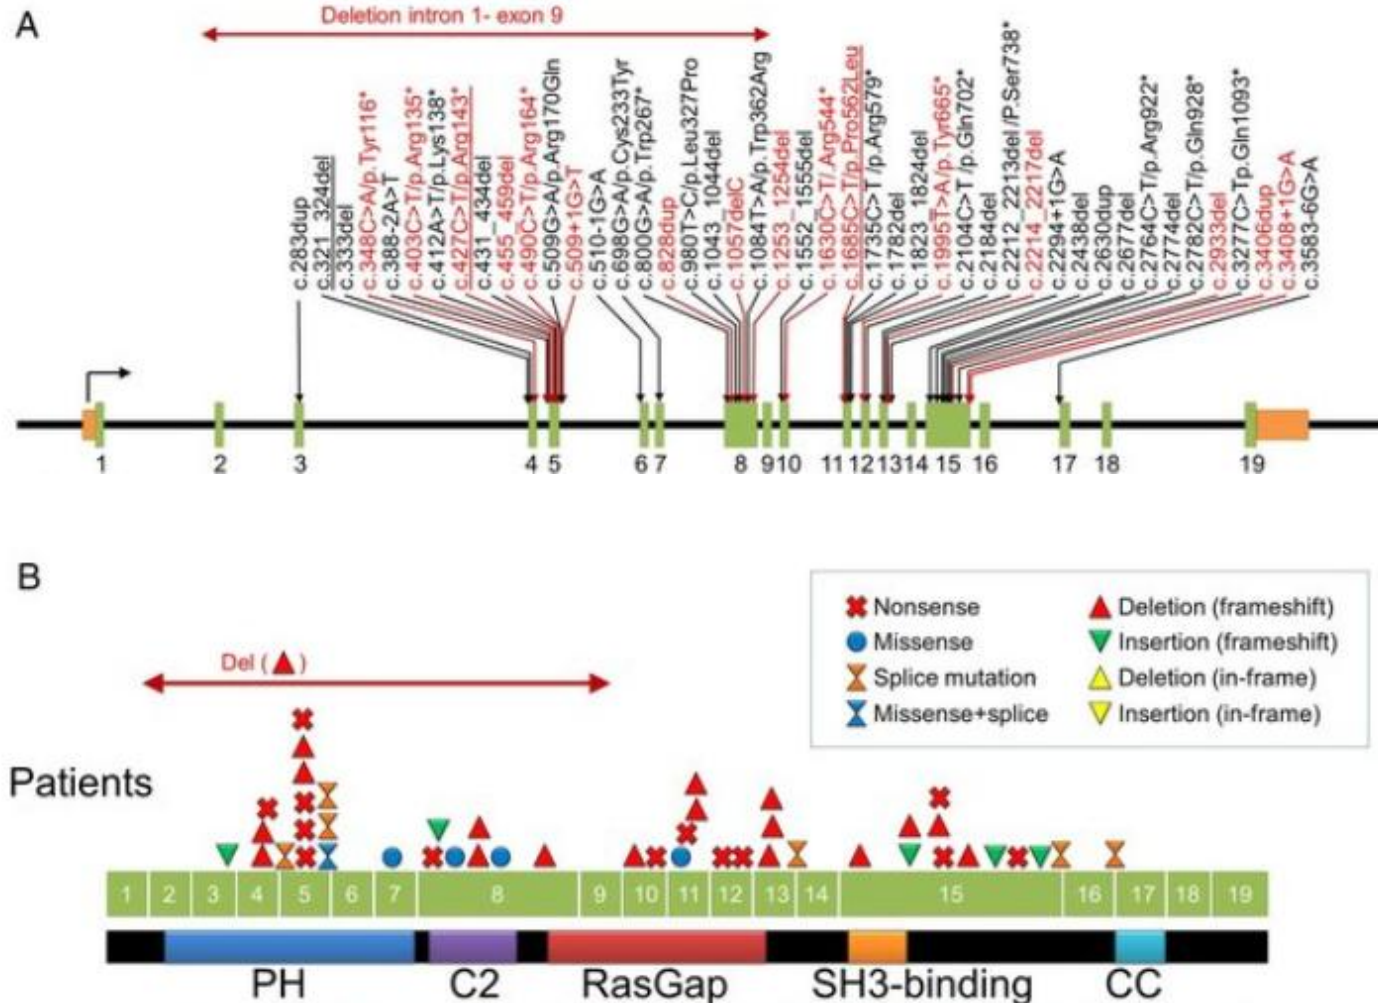 A
Deletion intron 1- exon 9
c.283dup
c.321_324del
c.333del
c.348C>A/p.Tyr116*
c.403C>T/p.Arg135*
c.388-2A>T
c.412A>T/p.Lys138*
c.427C>T/p.Arg143*
c.431_434del
c.455_459del
c.490C>T/p.Arg164*
c.509G>A/p.Arg170Gln
c.509+1G>T
c.510-1G>A
c.698G>A/p.Cys233Tyr
c.800G>A/p.Trp267*
c.828dup
c.980T>C/p.Leu327Pro
c.1043_1044del
c.1057delC
c.1084T>A/p.Trp362Arg
c.1253_1254del
c.1552_1555del
c.1630C>T/.Arg544*
c.1685C>T/p.Pro562Leu
c.1735C>T /p.Arg579*
c.1782del
c.1823_1824del
c.1995T>A /p.Tyr665*
c.2104C>T /p.Gln702*
c.2184del
c.2212_2213del /P.Ser738*
c.2214_2217del
c.2294+1G>A
c.2438del
c.2630dup
c.2677del
c.2764C>T/p.Arg922*
c.2774del
c.2782C>T/p.Gln928*
c.2933del
c.3277C>Tp.Gln1093*
c.3406dup
c.3408+1G>A
c.3583-6G>A
1 2 3 4 5 6 7 8 9 10 11 12 13 14 15 16 17 18 19
B
Nonsense Deletion (frameshift)
Missense Insertion (frameshift)
Splice mutation Deletion (in-frame)
Missense+splice Insertion (in-frame)
Del ( )
Patients
1 2 3 4 5 6 7 8 9 10 11 12 13 14 15 16 17 18 19
PH C2 RasGap SH3-binding CC